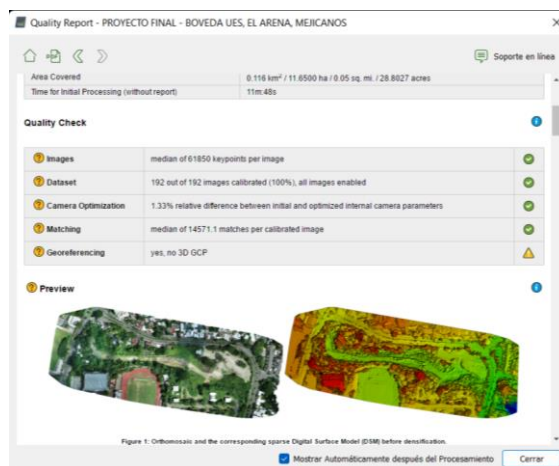 Quality Report - PROYECTO FINAL - BOVEDA UES, EL ARENA, MEJICANOS
Soporte en línea
Area Covered 0.116 km² / 11.6500 ha / 0.05 sq. mi. / 28.8027 acres
Time for Initial Processing (without report) 11m:48s
Quality Check
Images median of 61850 keypoints per image
Dataset 192 out of 192 images calibrated (100%), all images enabled
Camera Optimization 1.33% relative difference between initial and optimized internal camera parameters
Matching median of 14571.1 matches per calibrated image
Georeferencing yes, no 3D GCP
Preview
Figure 1: Orthomosaic and the corresponding sparse Digital Surface Model (DSM) before densification.
Mostrar Automáticamente después del Procesamiento Cerrar